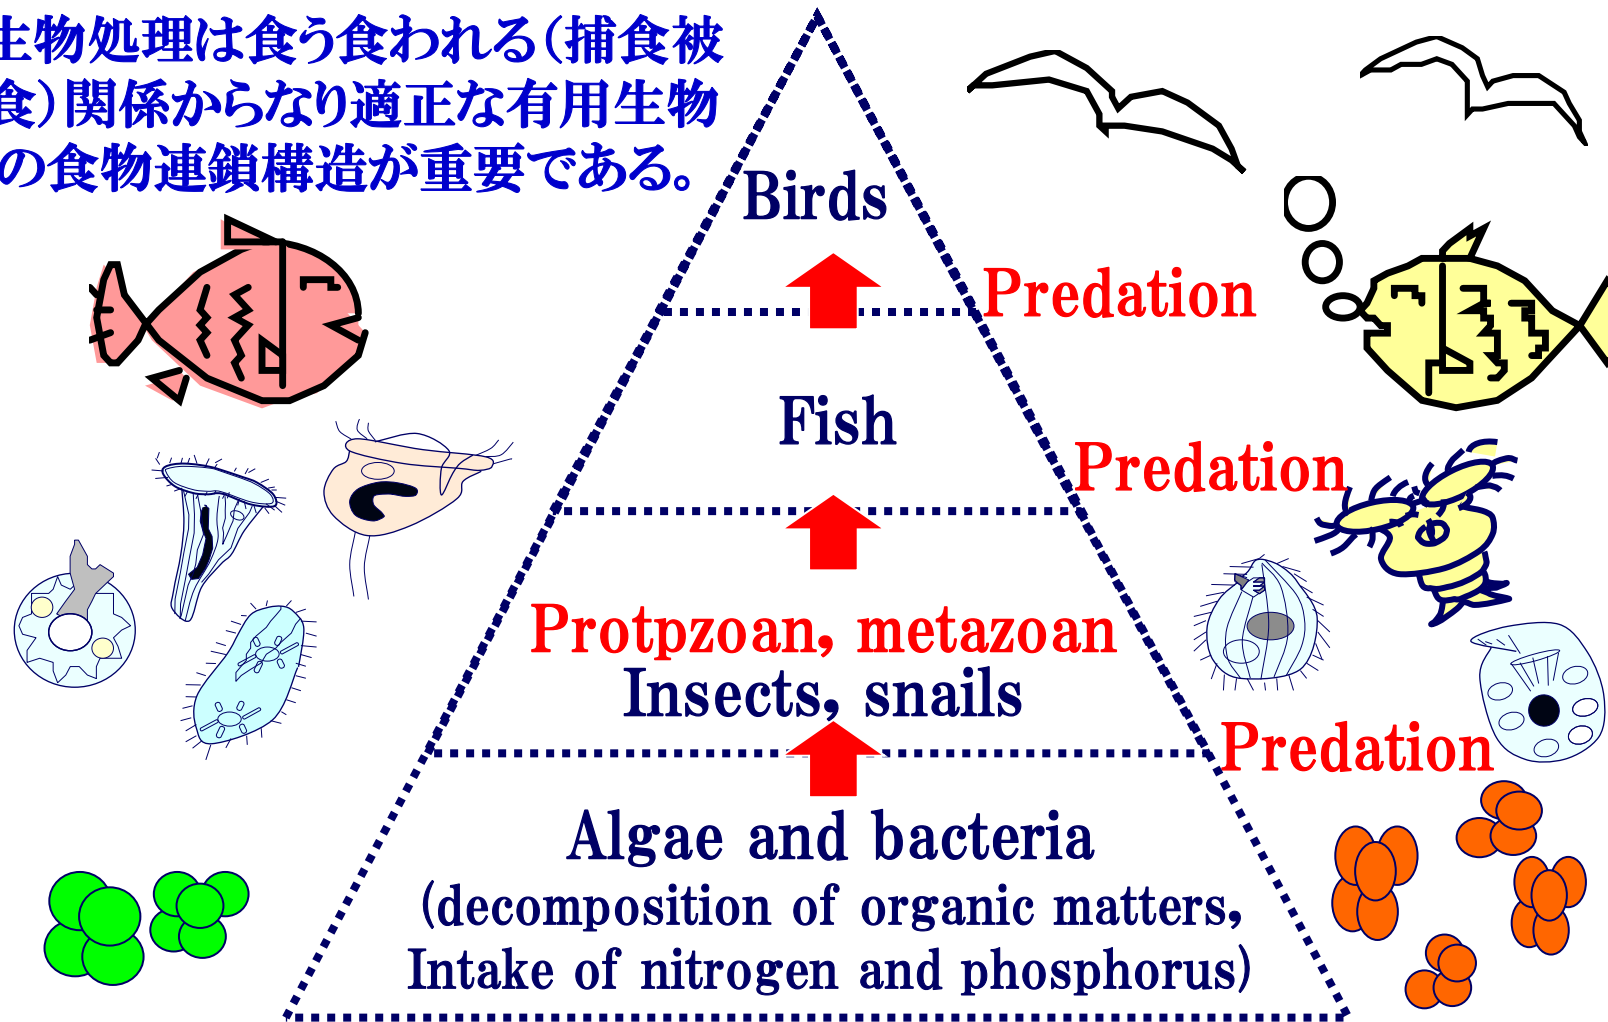 生物処理は食う食われる（捕食被
食）関係からなり適正な有用生物
の食物連鎖構造が重要である。
Birds
Predation
Fish
Predation
Protpzoan, metazoan
Insects, snails
Predation
Algae and bacteria
(decomposition of organic matters,
Intake of nitrogen and phosphorus)